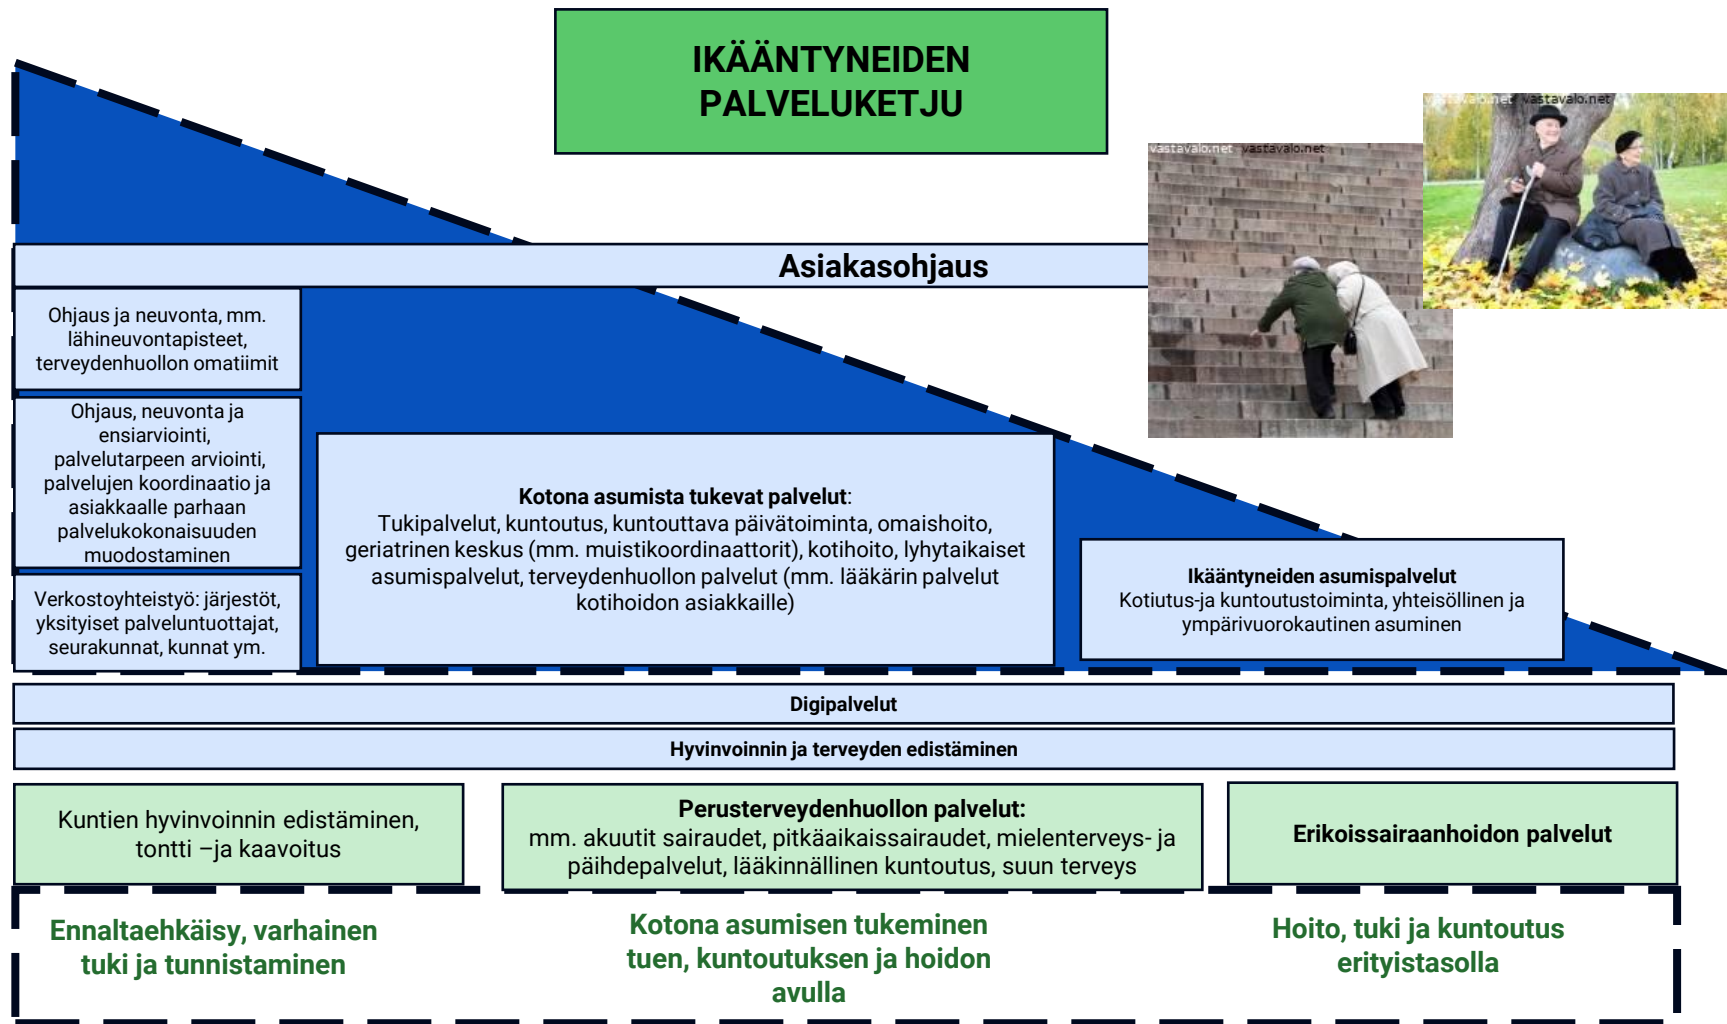 IKÄÄNTYNEIDEN
PALVELUKETJU
vastavalo.net vastavalo.net
vastavalo.net vastavalo.net
Asiakasohjaus
Ohjaus ja neuvonta, mm.
lähineuvontapisteet,
terveydenhuollon omatiimit
Ohjaus, neuvonta ja
ensiarviointi,
palvelutarpeen arviointi,
palvelujen koordinaatio ja
asiakkaalle parhaan
palvelukokonaisuuden
muodostaminen
Verkostoyhteistyö: järjestöt,
yksityiset palveluntuottajat,
seurakunnat, kunnat ym.
Kotona asumista tukevat palvelut:
Tukipalvelut, kuntoutus, kuntouttava päivätoiminta, omaishoito,
geriatrinen keskus (mm. muistikoordinaattorit), kotihoito, lyhytaikaiset
asumispalvelut, terveydenhuollon palvelut (mm. lääkärin palvelut
kotihoidon asiakkaille)
Ikääntyneiden asumispalvelut
Kotiutus-ja kuntoutustoiminta, yhteisöllinen ja
ympärivuorokautinen asuminen
Digipalvelut
Hyvinvoinnin ja terveyden edistäminen
Kuntien hyvinvoinnin edistäminen,
tontti –ja kaavoitus
Perusterveydenhuollon palvelut:
mm. akuutit sairaudet, pitkäaikaissairaudet, mielenterveys- ja
päihdepalvelut, lääkinnällinen kuntoutus, suun terveys
Erikoissairaanhoidon palvelut
Ennaltaehkäisy, varhainen
tuki ja tunnistaminen
Kotona asumisen tukeminen
tuen, kuntoutuksen ja hoidon
avulla
Hoito, tuki ja kuntoutus
erityistasolla